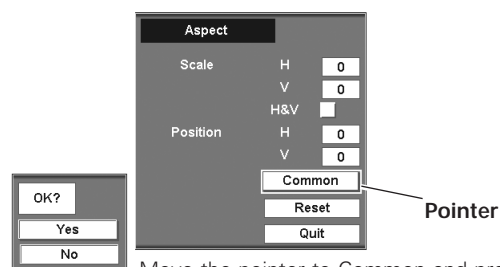 Aspect
Scale H 0
V 0
H&V
Position H 0
V 0
Common
Reset
Quit
Pointer
OK?
Yes
No
Move the pointer to Common and pre